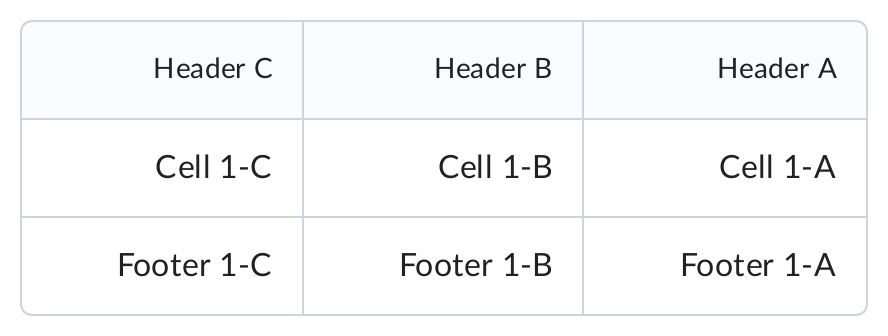 Header C Header B Header A
Cell 1-C Cell 1-B Cell 1-A
Footer 1-C Footer 1-B Footer 1-A